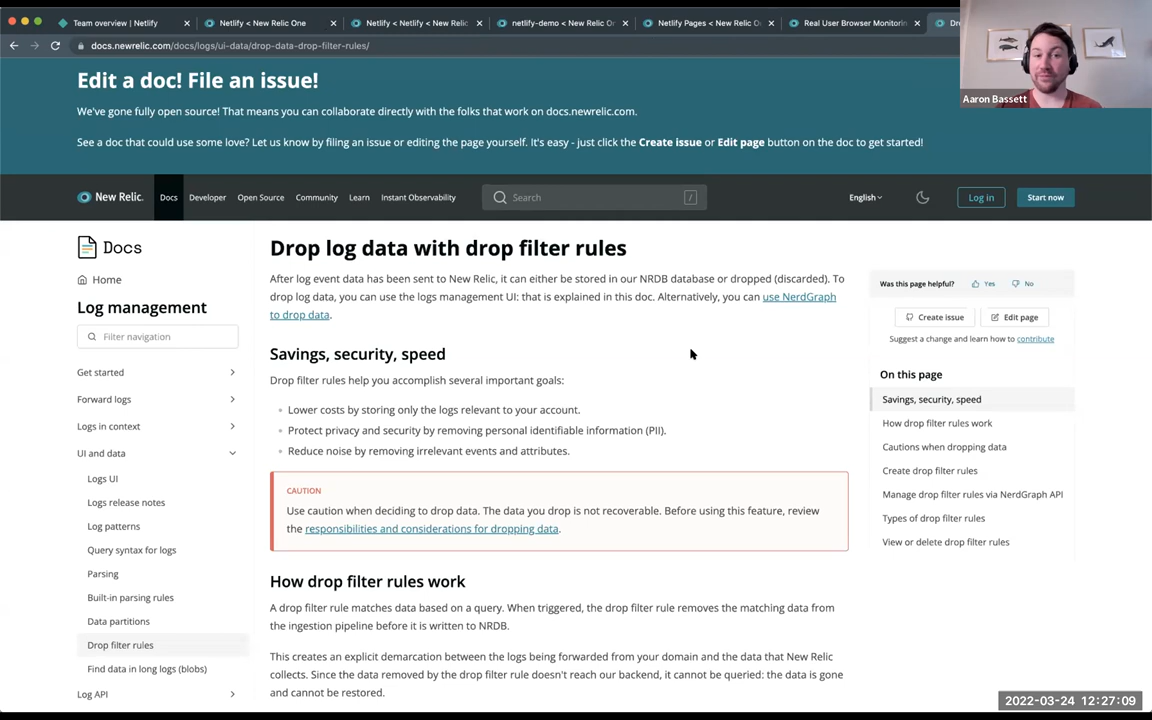 Team overview | Netlify
Netlify < New Relic One
Netlify < Netlify < New Relic
netlify-demo < New Relic On
Netlify Pages < New Relic O
Real User Browser Monitorin
Dro
docs.newrelic.com/docs/logs/ui-data/drop-data-drop-filter-rules/
Aaron Bassett
Edit a doc! File an issue!
We've gone fully open source! That means you can collaborate directly with the folks that work on docs.newrelic.com.
See a doc that could use some love? Let us know by filing an issue or editing the page yourself. It's easy - just click the Create issue or Edit page button on the doc to get started!
New Relic.
Docs
Developer
Open Source
Community
Learn
Instant Observability
Search
/
English
Log in
Start now
Docs
Home
Log management
Filter navigation
Get started
Forward logs
Logs in context
UI and data
Logs UI
Logs release notes
Log patterns
Query syntax for logs
Parsing
Built-in parsing rules
Data partitions
Drop filter rules
Find data in long logs (blobs)
Log API
Drop log data with drop filter rules
After log event data has been sent to New Relic, it can either be stored in our NRDB database or dropped (discarded). To
drop log data, you can use the logs management UI: that is explained in this doc. Alternatively, you can use NerdGraph
to drop data.
Savings, security, speed
Drop filter rules help you accomplish several important goals:
Lower costs by storing only the logs relevant to your account.
Protect privacy and security by removing personal identifiable information (PII).
Reduce noise by removing irrelevant events and attributes.
CAUTION
Use caution when deciding to drop data. The data you drop is not recoverable. Before using this feature, review
the responsibilities and considerations for dropping data.
How drop filter rules work
A drop filter rule matches data based on a query. When triggered, the drop filter rule removes the matching data from
the ingestion pipeline before it is written to NRDB.
This creates an explicit demarcation between the logs being forwarded from your domain and the data that New Relic
collects. Since the data removed by the drop filter rule doesn't reach our backend, it cannot be queried: the data is gone
and cannot be restored.
Was this page helpful?
Yes
No
Create issue
Edit page
Suggest a change and learn how to contribute
On this page
Savings, security, speed
How drop filter rules work
Cautions when dropping data
Create drop filter rules
Manage drop filter rules via NerdGraph API
Types of drop filter rules
View or delete drop filter rules
2022-03-24 12:27:09